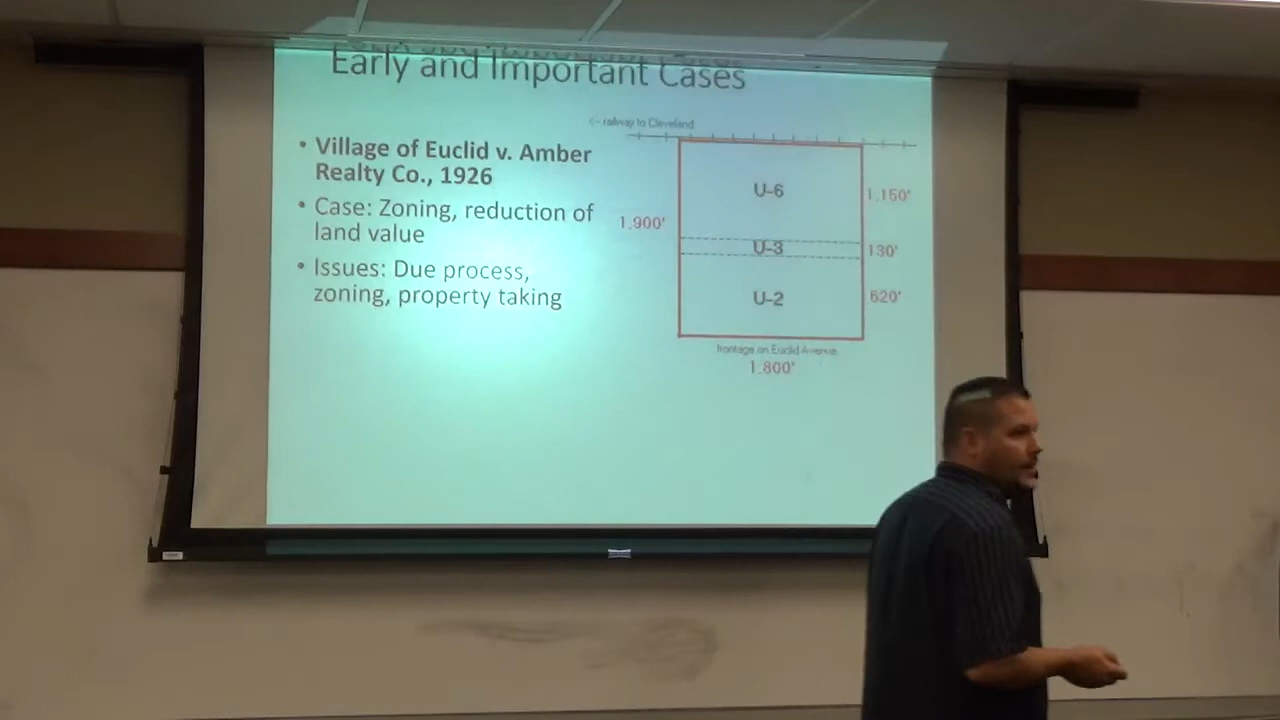 Early and Important Cases
• Village of Euclid v. Amber
Realty Co., 1926
• Case: Zoning, reduction of
land value
• Issues: Due process,
zoning, property taking
<- railway to Cleveland
U-6
1,150'
1,900'
U-3
130'
U-2
620'
frontage on Euclid Avenue
1,800'